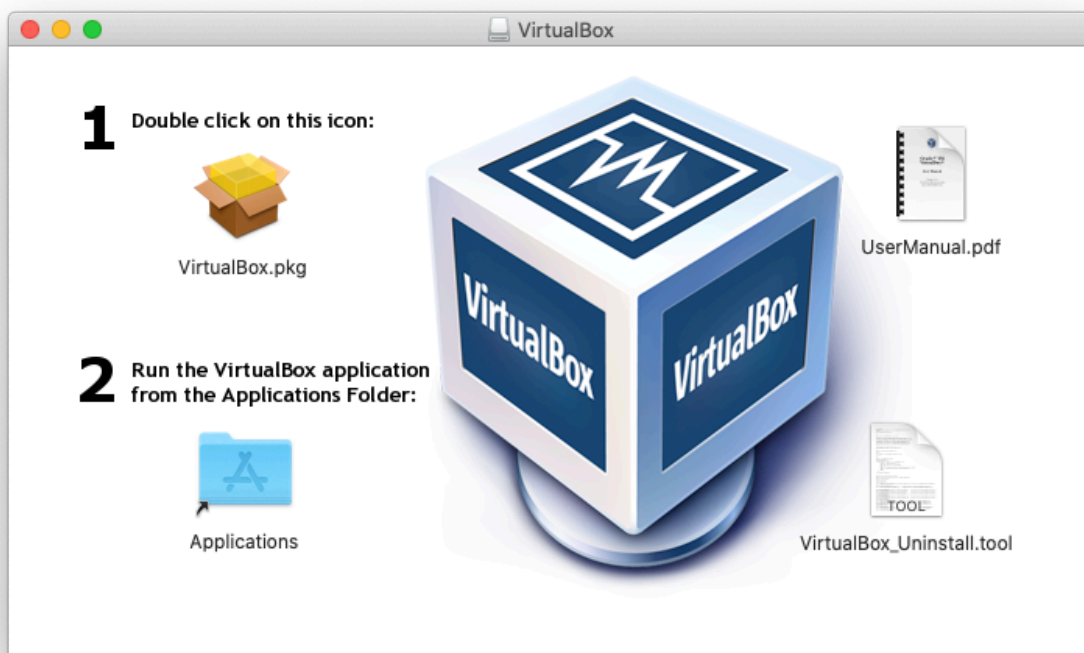 VirtualBox
1 Double click on this icon:
VirtualBox.pkg
2 Run the VirtualBox application
from the Applications Folder:
Applications
VirtualBox
VirtualBox
UserManual.pdf
TOOL
VirtualBox_Uninstall.tool